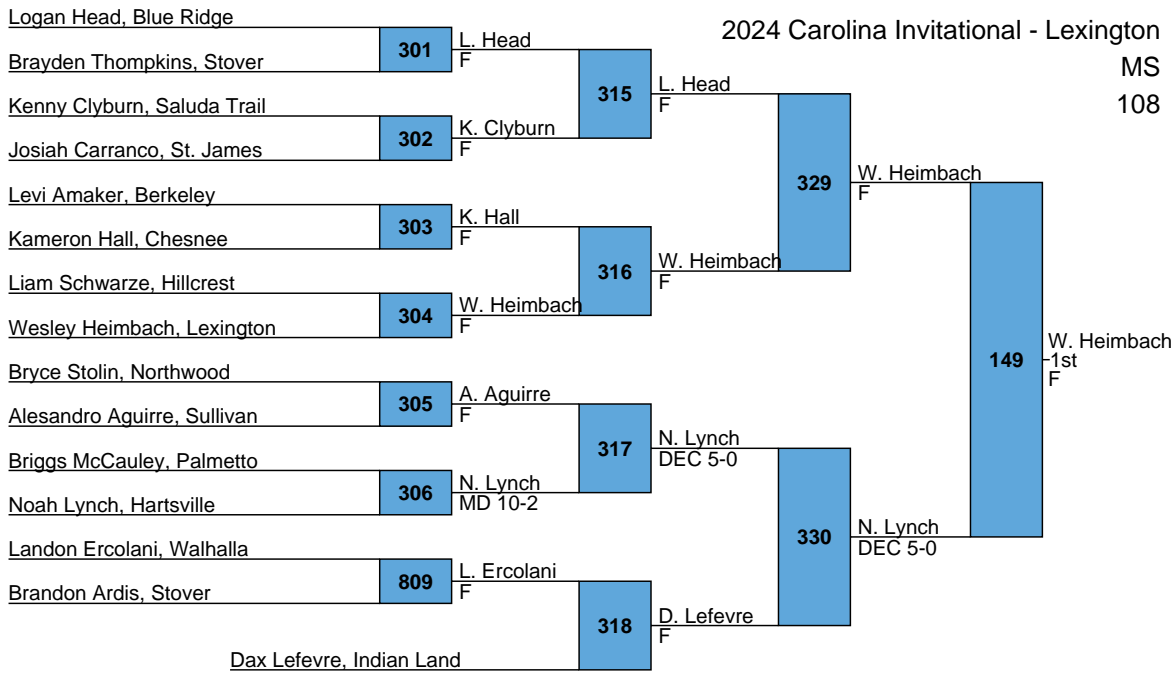 2024 Carolina Invitational - Lexington
MS
108
Logan Head, Blue Ridge
Brayden Thompkins, Stover
Kenny Clyburn, Saluda Trail
Josiah Carranco, St. James
Levi Amaker, Berkeley
Kameron Hall, Chesnee
Liam Schwarze, Hillcrest
Wesley Heimbach, Lexington
Bryce Stolin, Northwood
Alesandro Aguirre, Sullivan
Briggs McCauley, Palmetto
Noah Lynch, Hartsville
Landon Ercolani, Walhalla
Brandon Ardis, Stover
Dax Lefevre, Indian Land
301
L. Head
F
302
K. Clyburn
F
303
K. Hall
F
304
W. Heimbach
F
305
A. Aguirre
F
306
N. Lynch
MD 10-2
809
L. Ercolani
F
315
L. Head
F
316
W. Heimbach
F
317
N. Lynch
DEC 5-0
318
D. Lefevre
F
329
W. Heimbach
F
330
N. Lynch
DEC 5-0
149
W. Heimbach
1st
F